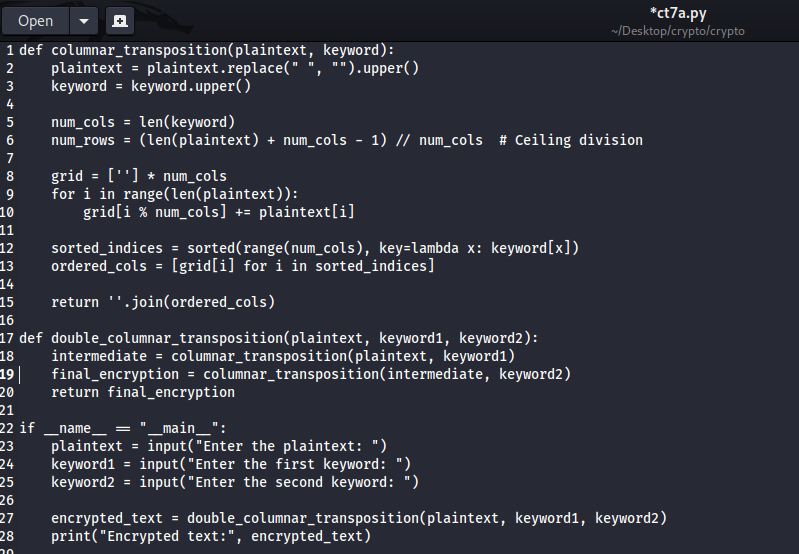 Open
*ct7a.py
~/Desktop/crypto/crypto
1 def columnar_transposition(plaintext, keyword):
2     plaintext = plaintext.replace(" ", "").upper()
3     keyword = keyword.upper()
4
5     num_cols = len(keyword)
6     num_rows = (len(plaintext) + num_cols - 1) // num_cols  # Ceiling division
7
8     grid = [''] * num_cols
9     for i in range(len(plaintext)):
10         grid[i % num_cols] += plaintext[i]
11
12     sorted_indices = sorted(range(num_cols), key=lambda x: keyword[x])
13     ordered_cols = [grid[i] for i in sorted_indices]
14
15     return ''.join(ordered_cols)
16
17 def double_columnar_transposition(plaintext, keyword1, keyword2):
18     intermediate = columnar_transposition(plaintext, keyword1)
19     final_encryption = columnar_transposition(intermediate, keyword2)
20     return final_encryption
21
22 if __name__ == "__main__":
23     plaintext = input("Enter the plaintext: ")
24     keyword1 = input("Enter the first keyword: ")
25     keyword2 = input("Enter the second keyword: ")
26
27     encrypted_text = double_columnar_transposition(plaintext, keyword1, keyword2)
28     print("Encrypted text:", encrypted_text)